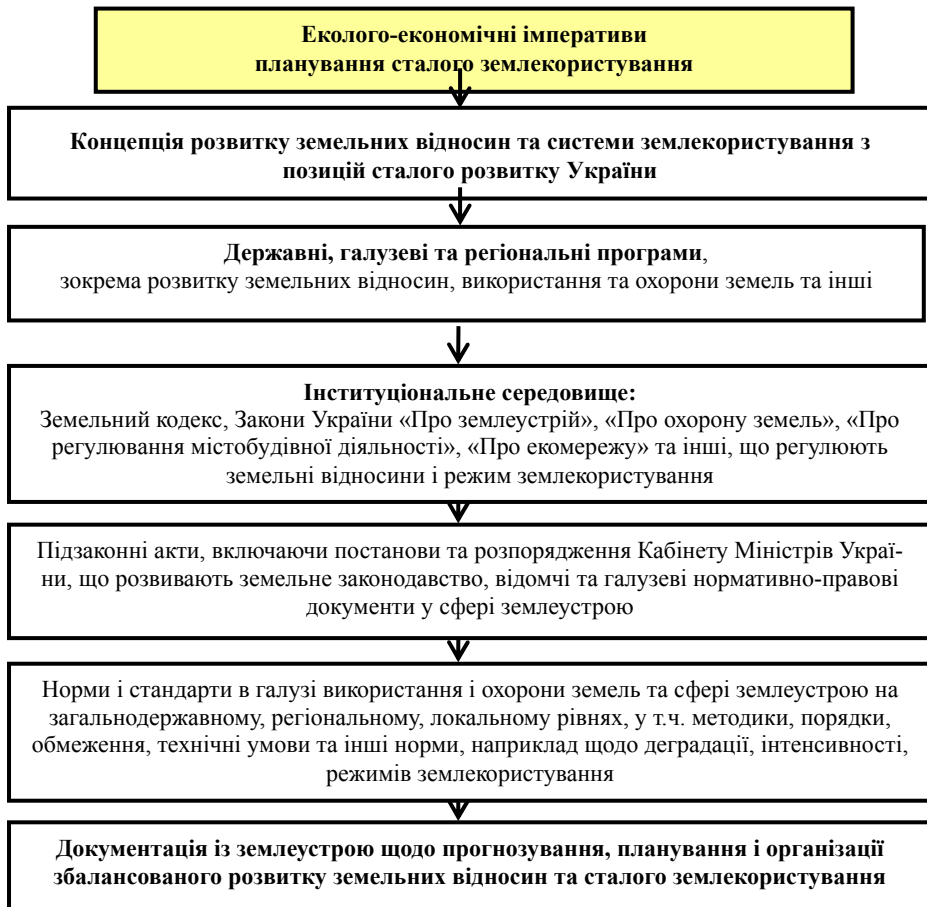 Еколого-економічні імперативи
планування сталого землекористування
Концепція розвитку земельних відносин та системи землекористування з
позицій сталого розвитку України
Державні, галузеві та регіональні програми,
зокрема розвитку земельних відносин, використання та охорони земель та інші
Інституціональне середовище:
Земельний кодекс, Закони України «Про землеустрій», «Про охорону земель», «Про
регулювання містобудівної діяльності», «Про екомережу» та інші, що регулюють
земельні відносини і режим землекористування
Підзаконні акти, включаючи постанови та розпорядження Кабінету Міністрів Украї-
ни, що розвивають земельне законодавство, відомчі та галузеві нормативно-правові
документи у сфері землеустрою
Норми і стандарти в галузі використання і охорони земель та сфері землеустрою на
загальнодержавному, регіональному, локальному рівнях, у т.ч. методики, порядки,
обмеження, технічні умови та інші норми, наприклад щодо деградації, інтенсивності,
режимів землекористування
Документація із землеустрою щодо прогнозування, планування і організації
збалансованого розвитку земельних відносин та сталого землекористування